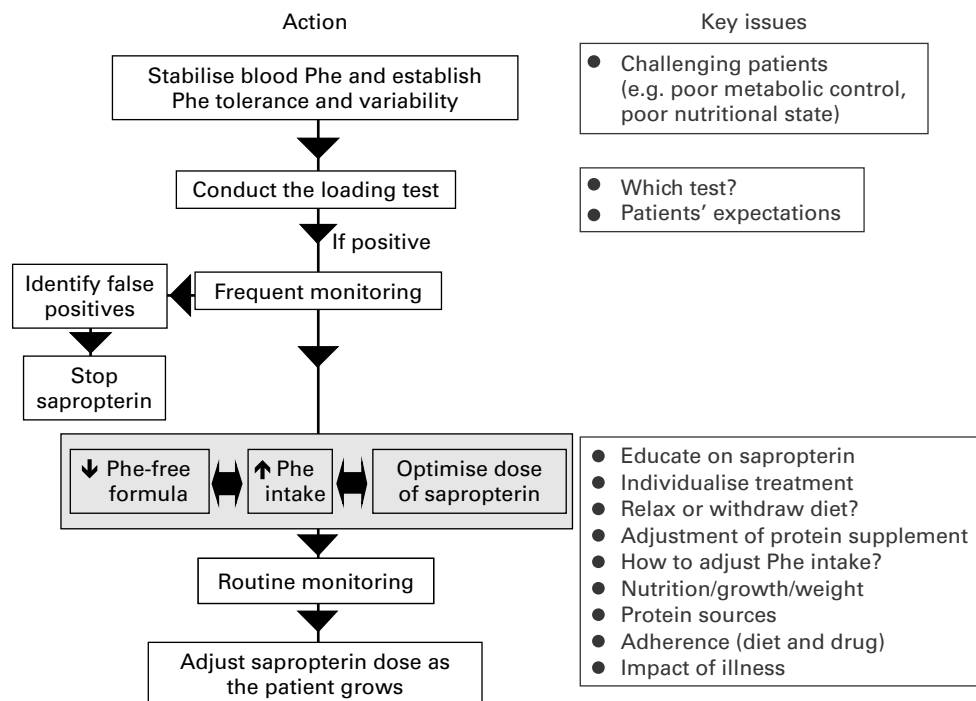 Action
Key issues
Stabilise blood Phe and establish
Phe tolerance and variability
● Challenging patients
(e.g. poor metabolic control,
poor nutritional state)
Conduct the loading test
● Which test?
● Patients’ expectations
If positive
Identify false
positives
Frequent monitoring
Stop
sapropterin
↓ Phe-free
formula
↑ Phe
intake
Optimise dose
of sapropterin
● Educate on sapropterin
● Individualise treatment
● Relax or withdraw diet?
● Adjustment of protein supplement
● How to adjust Phe intake?
● Nutrition/growth/weight
● Protein sources
● Adherence (diet and drug)
● Impact of illness
Routine monitoring
Adjust sapropterin dose as
the patient grows